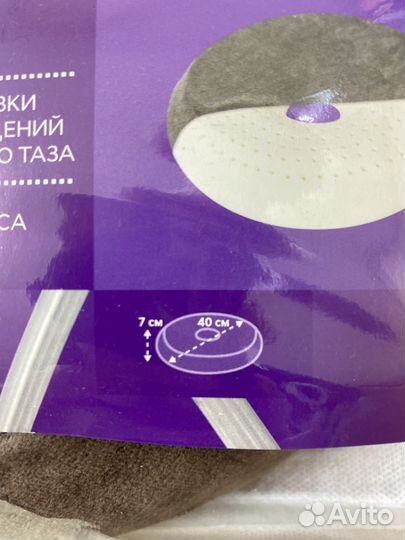 ВКИ
ДЕНИЙ
О ТАЗА
СА
7 см
40 см
Avito